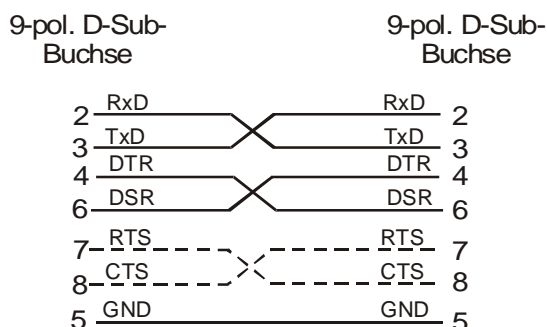 9-pol. D-Sub-
Buchse
9-pol. D-Sub-
Buchse
2 RxD RxD 2
3 TxD TxD 3
4 DTR DTR 4
6 DSR DSR 6
7 RTS RTS 7
8 CTS CTS 8
5 GND GND 5